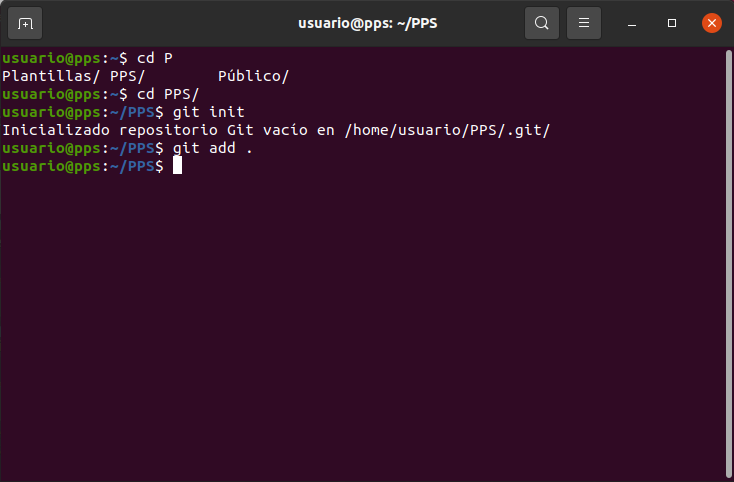 usuario@pps: ~/PPS
usuario@pps:~$ cd P
Plantillas/ PPS/        Público/
usuario@pps:~$ cd PPS/
usuario@pps:~/PPS$ git init
Inicializado repositorio Git vacío en /home/usuario/PPS/.git/
usuario@pps:~/PPS$ git add .
usuario@pps:~/PPS$